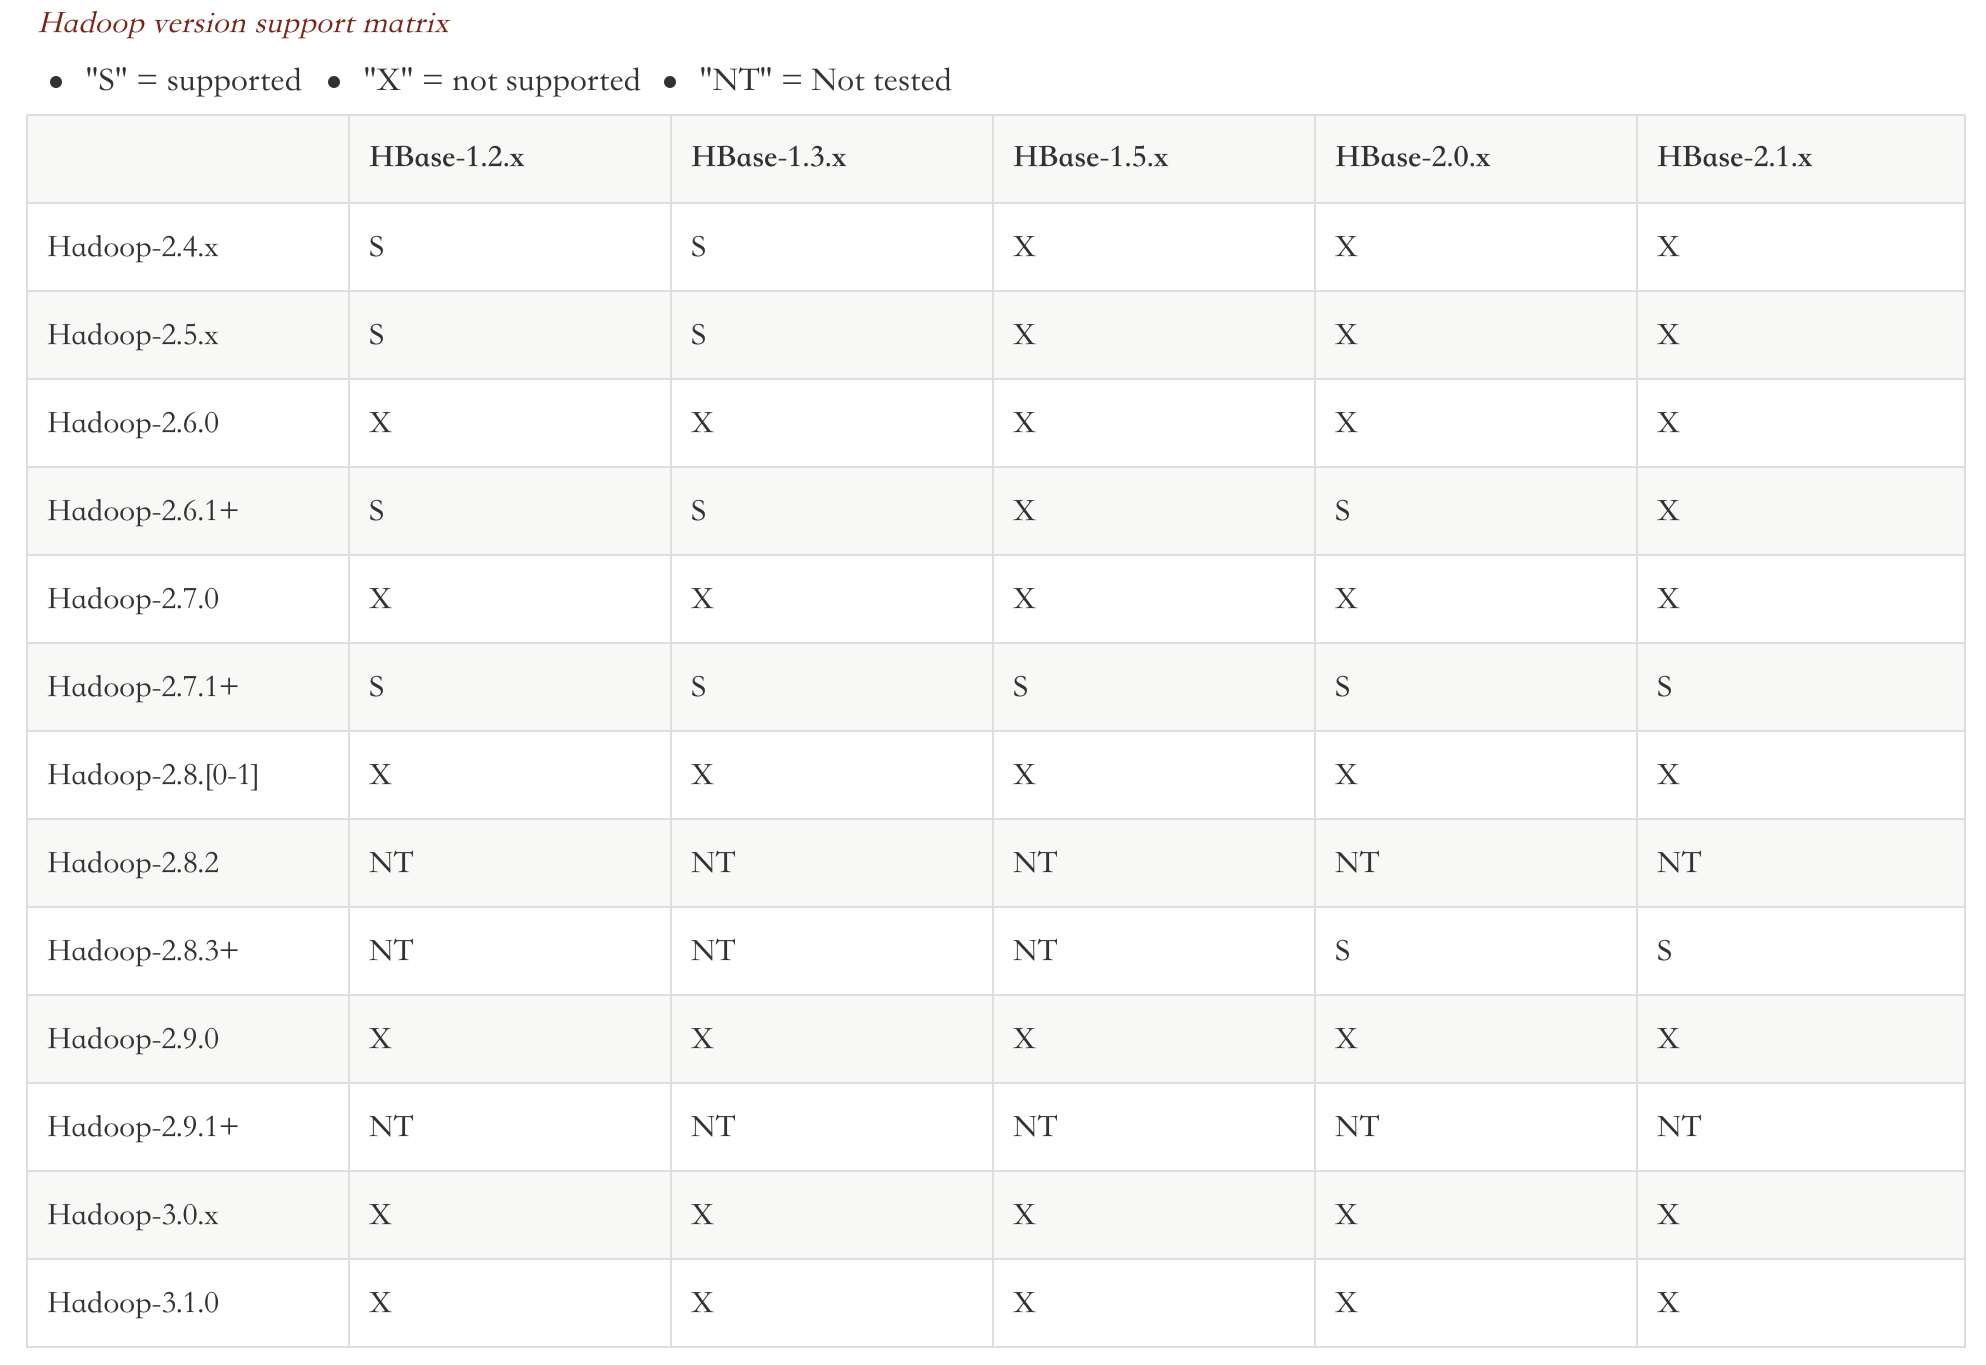 Hadoop version support matrix
• "S" = supported • "X" = not supported • "NT" = Not tested
HBase-1.2.x HBase-1.3.x HBase-1.5.x HBase-2.0.x HBase-2.1.x
Hadoop-2.4.x S S X X X
Hadoop-2.5.x S S X X X
Hadoop-2.6.0 X X X X X
Hadoop-2.6.1+ S S X S X
Hadoop-2.7.0 X X X X X
Hadoop-2.7.1+ S S S S S
Hadoop-2.8.[0-1] X X X X X
Hadoop-2.8.2 NT NT NT NT NT
Hadoop-2.8.3+ NT NT NT S S
Hadoop-2.9.0 X X X X X
Hadoop-2.9.1+ NT NT NT NT NT
Hadoop-3.0.x X X X X X
Hadoop-3.1.0 X X X X X